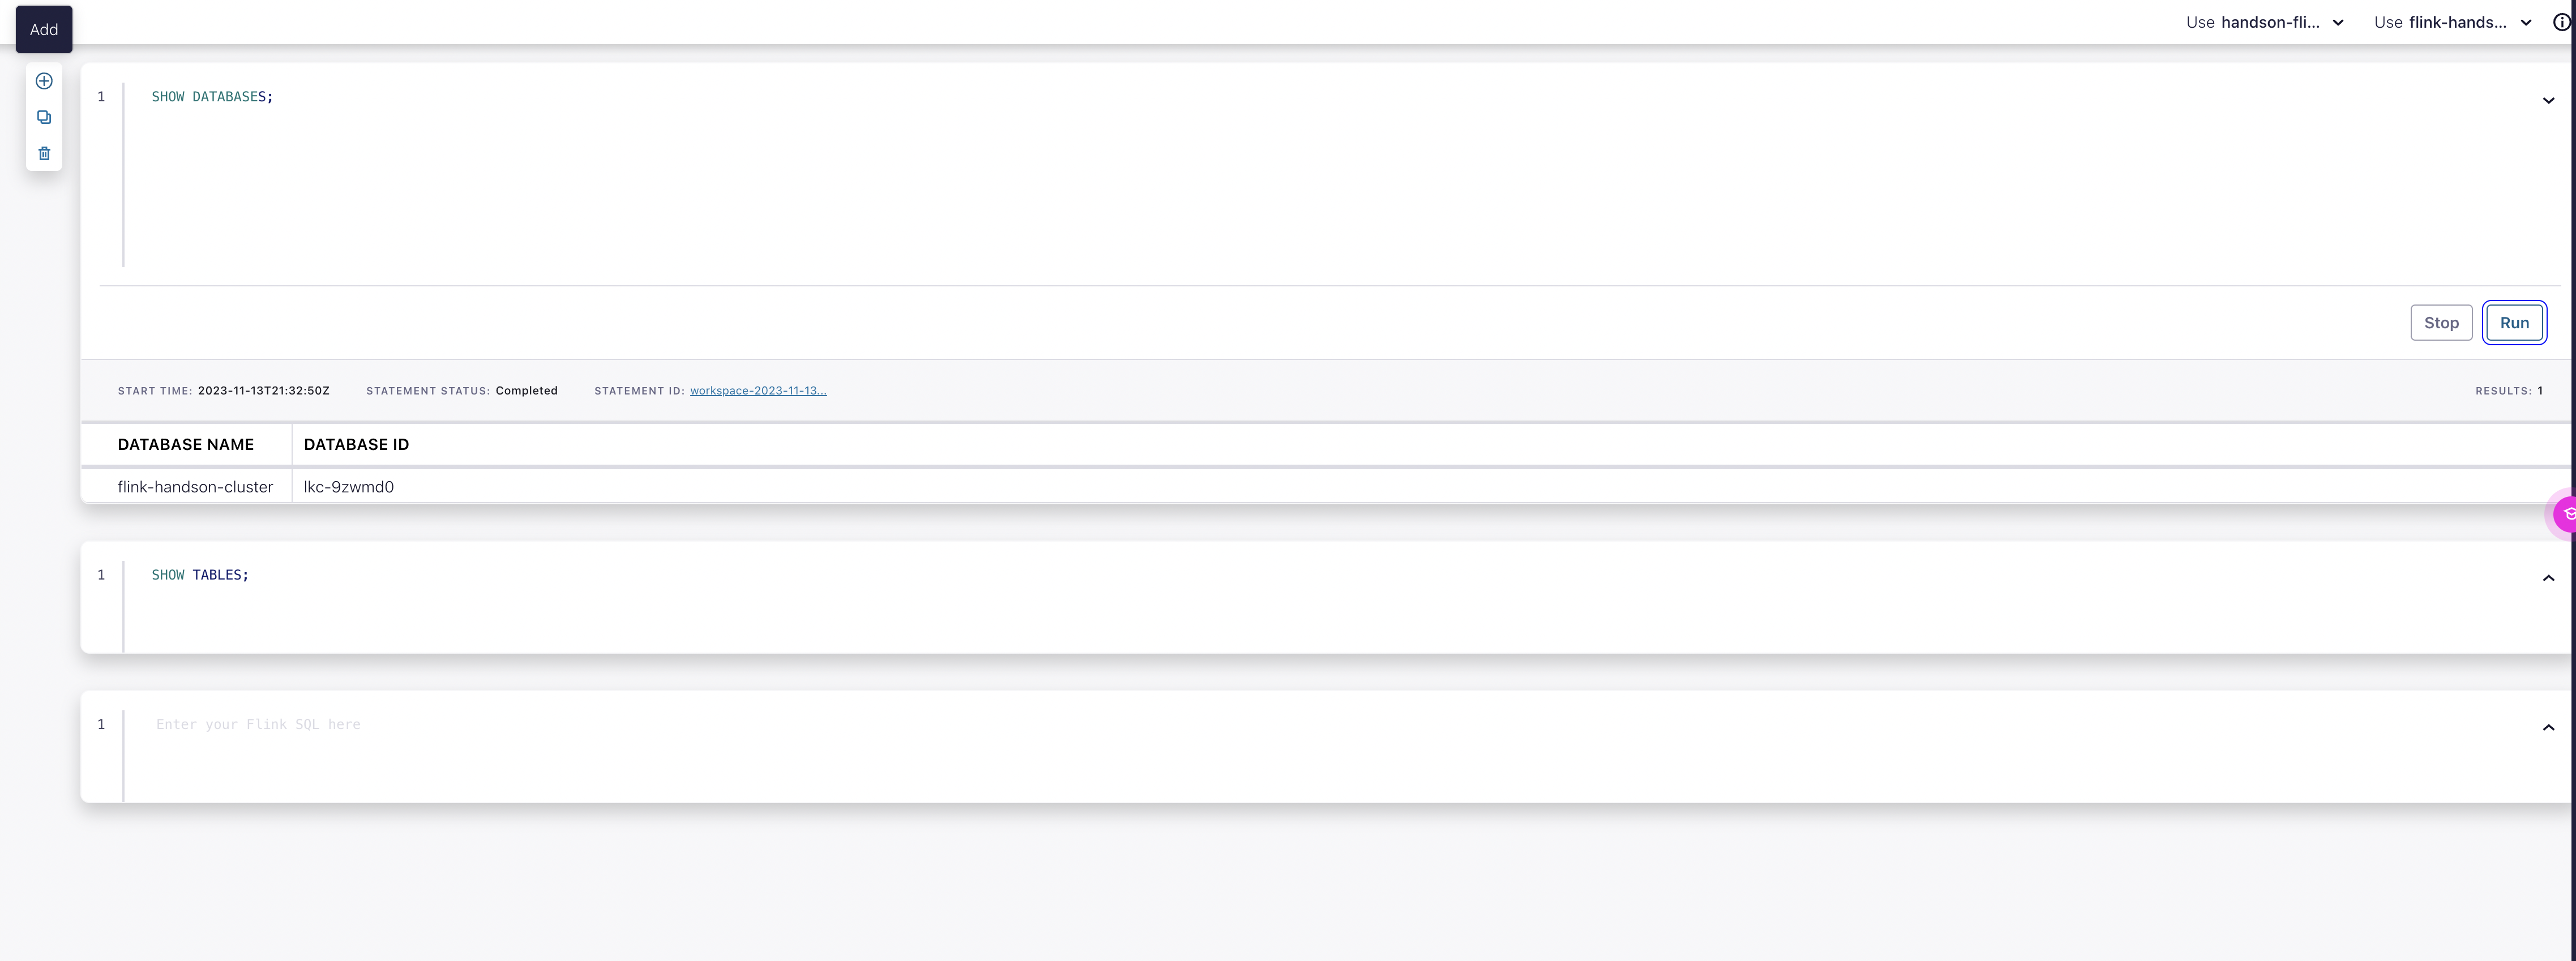 Add
Use handson-fli... Use flink-hands...
1 SHOW DATABASES;
Stop Run
START TIME: 2023-11-13T21:32:50Z STATEMENT STATUS: Completed STATEMENT ID: workspace-2023-11-13... RESULTS: 1
DATABASE NAME DATABASE ID
flink-handson-cluster lkc-9zwmd0
1 SHOW TABLES;
1 Enter your Flink SQL here